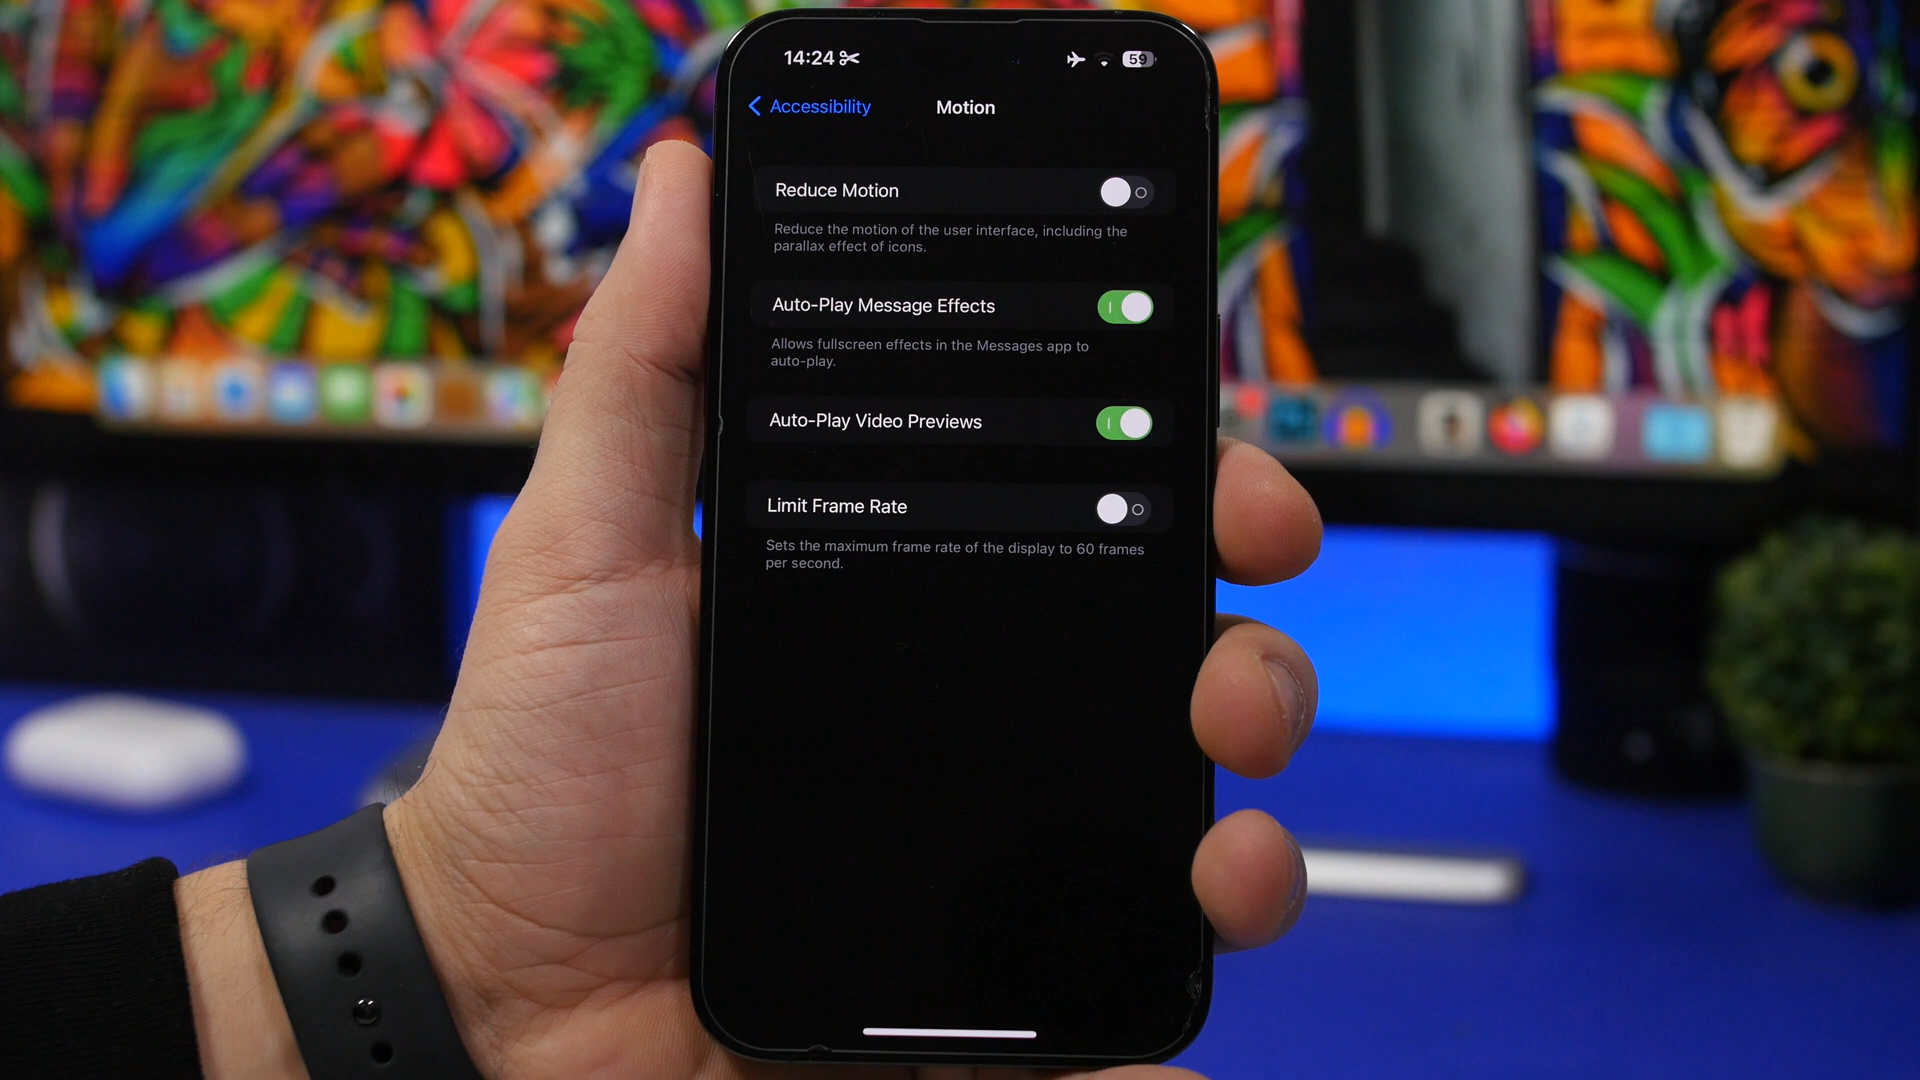 14:24
59
Accessibility
Motion
Reduce Motion
Reduce the motion of the user interface, including the
parallax effect of icons.
Auto-Play Message Effects
Allows fullscreen effects in the Messages app to
auto-play.
Auto-Play Video Previews
Limit Frame Rate
Sets the maximum frame rate of the display to 60 frames
per second.